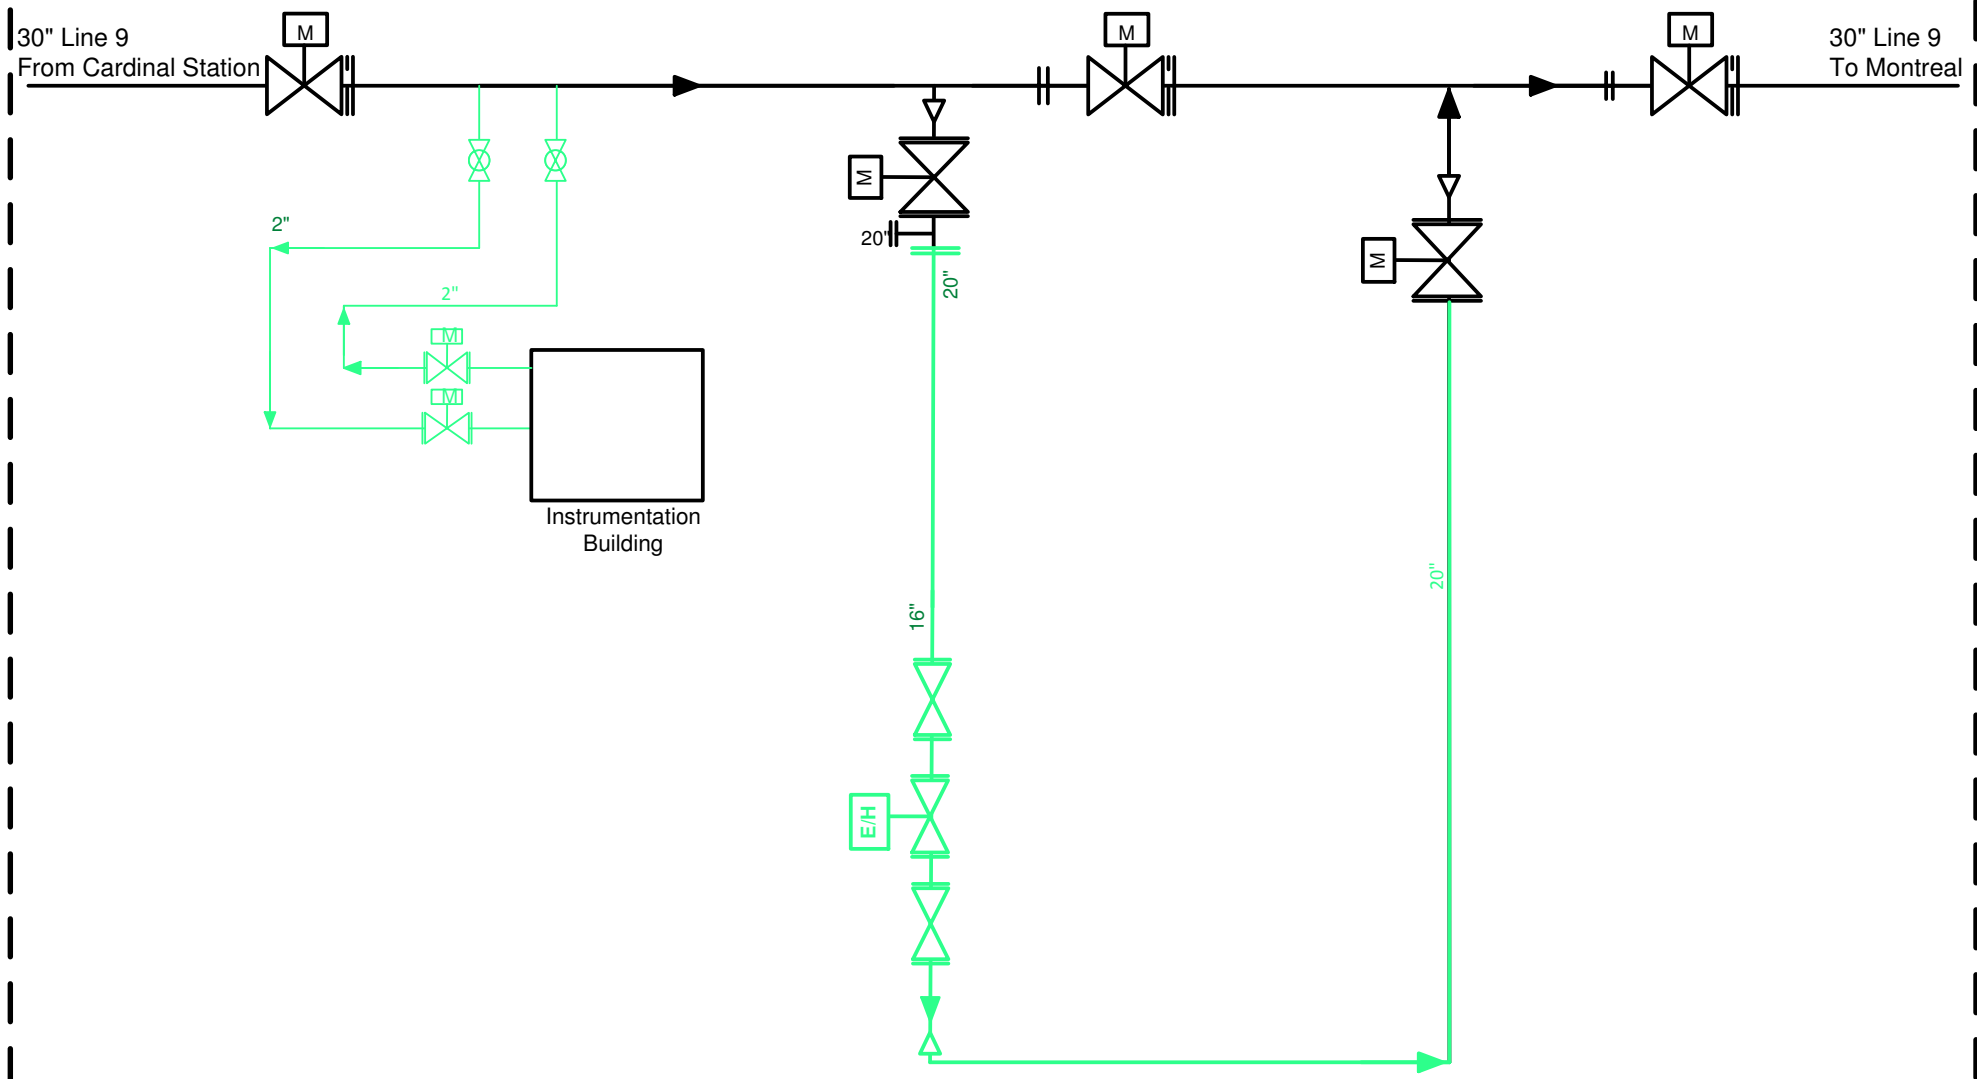 M
M
M
30" Line 9
From Cardinal Station
30" Line 9
To Montreal
M
2"
20"
M
20"
2"
M
M
Instrumentation
Building
20"
16"
E/H